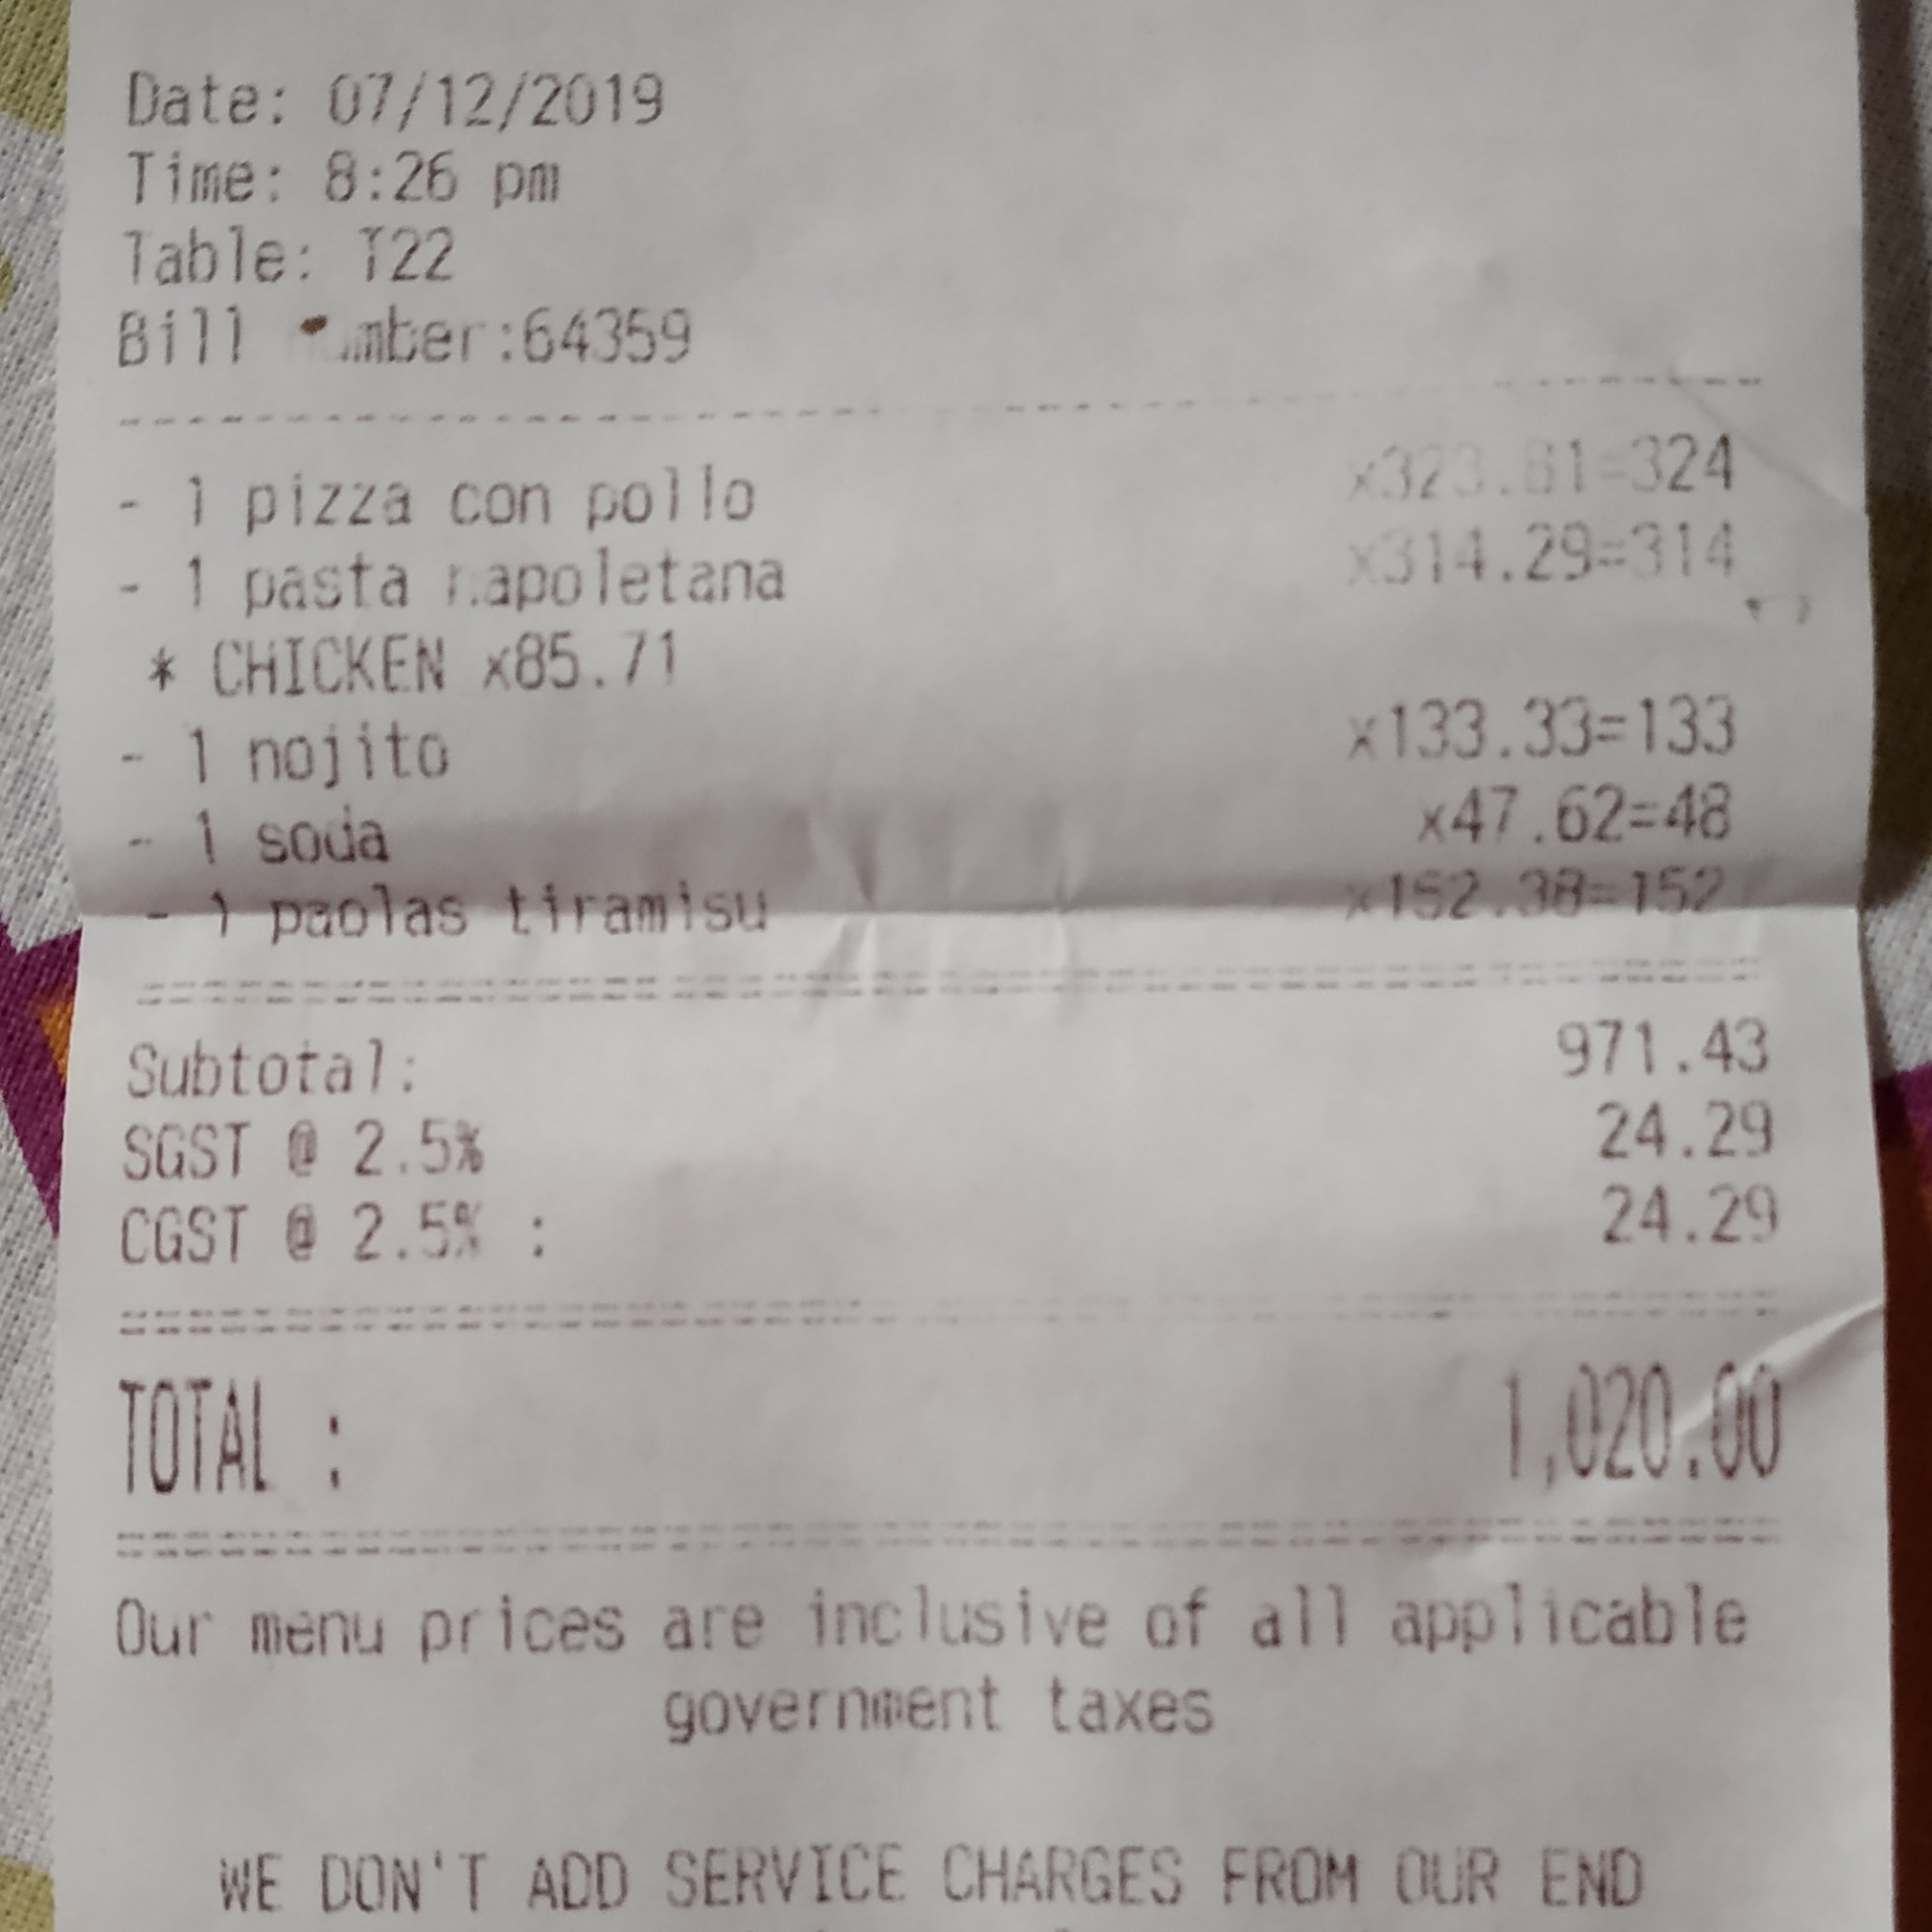 Date: 07/12/2019
Time: 8:26 pm
Table: T22
Bill mber:64359
- 1 pizza con pollo x323.81=324
- 1 pasta napoletana x314.29=314
* CHICKEN x85.71
- 1 nojito x133.33=133
- 1 soda x47.62=48
- 1 paolas tiramisu x152.38=152
Subtotal: 971.43
SGST @ 2.5% 24.29
CGST @ 2.5% : 24.29
TOTAL : 1,020.00
Our menu prices are inclusive of all applicable
government taxes
WE DON'T ADD SERVICE CHARGES FROM OUR END